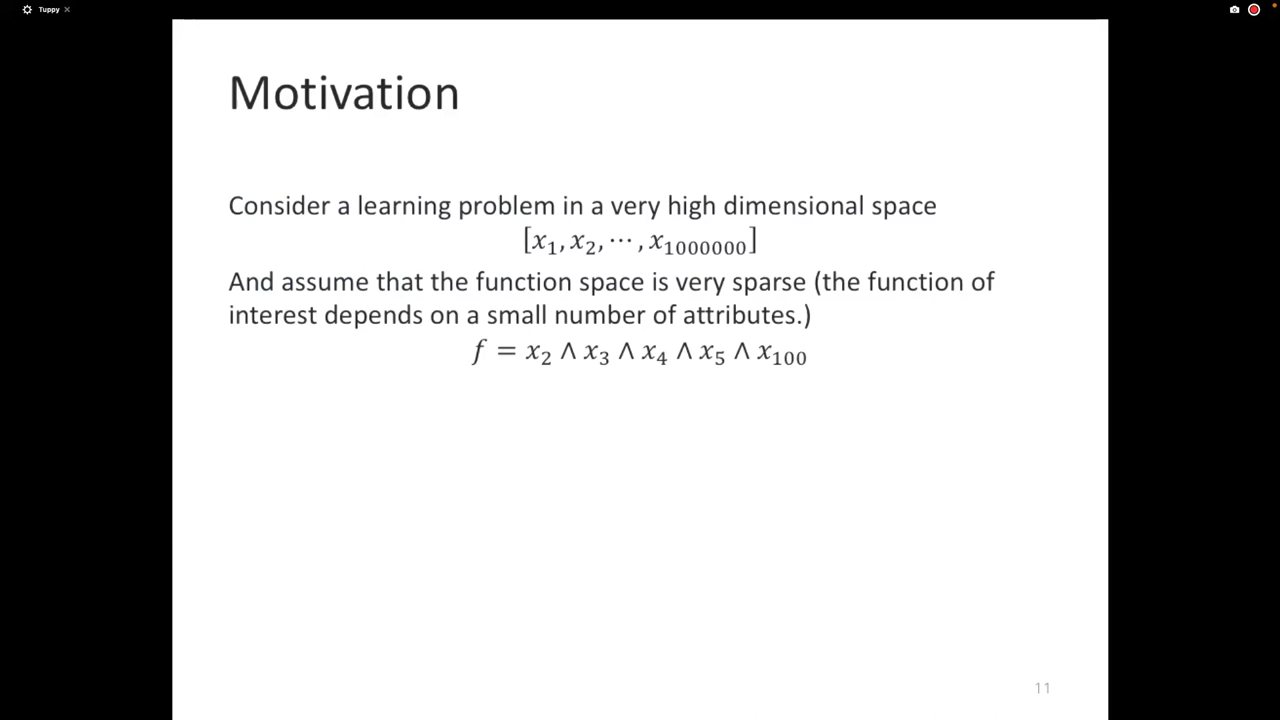 Tuppy ×
Motivation
Consider a learning problem in a very high dimensional space
[x₁, x₂, ⋯ , x₁₀₀₀₀₀₀]
And assume that the function space is very sparse (the function of
interest depends on a small number of attributes.)
f = x₂ ∧ x₃ ∧ x₄ ∧ x₅ ∧ x₁₀₀
11